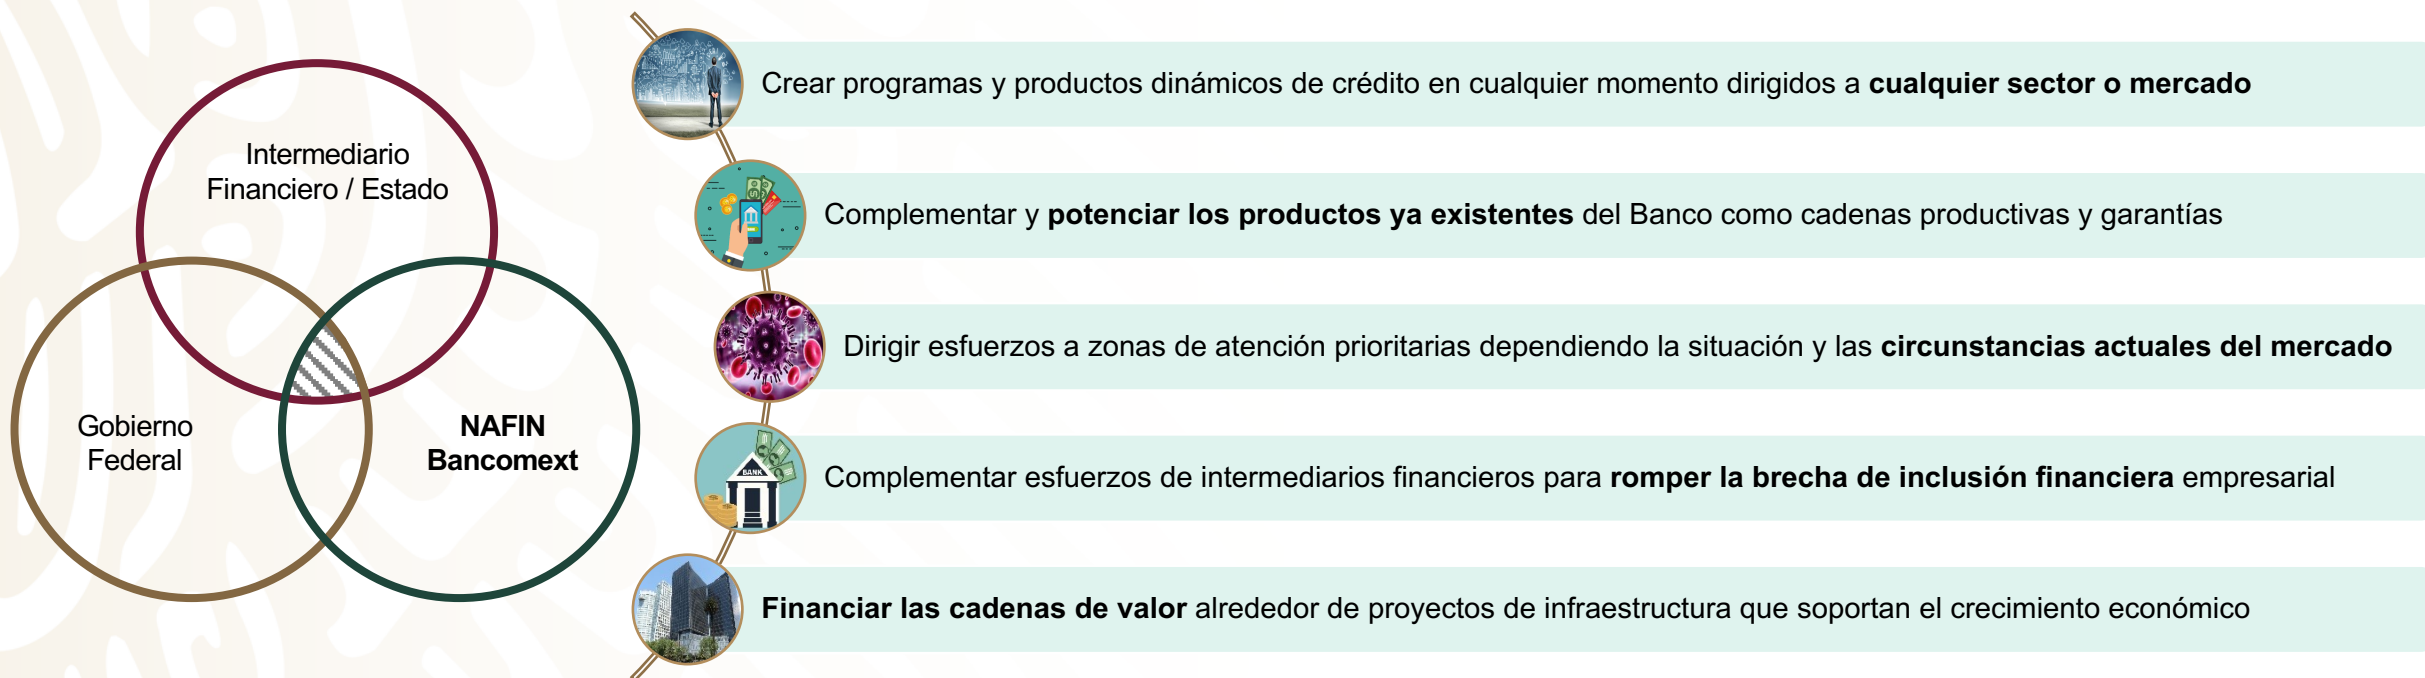 Intermediario
Financiero / Estado
Gobierno
Federal
NAFIN
Bancomext
Crear programas y productos dinámicos de crédito en cualquier momento dirigidos a cualquier sector o mercado
Complementar y potenciar los productos ya existentes del Banco como cadenas productivas y garantías
Dirigir esfuerzos a zonas de atención prioritarias dependiendo la situación y las circunstancias actuales del mercado
BANK
Complementar esfuerzos de intermediarios financieros para romper la brecha de inclusión financiera empresarial
Financiar las cadenas de valor alrededor de proyectos de infraestructura que soportan el crecimiento económico